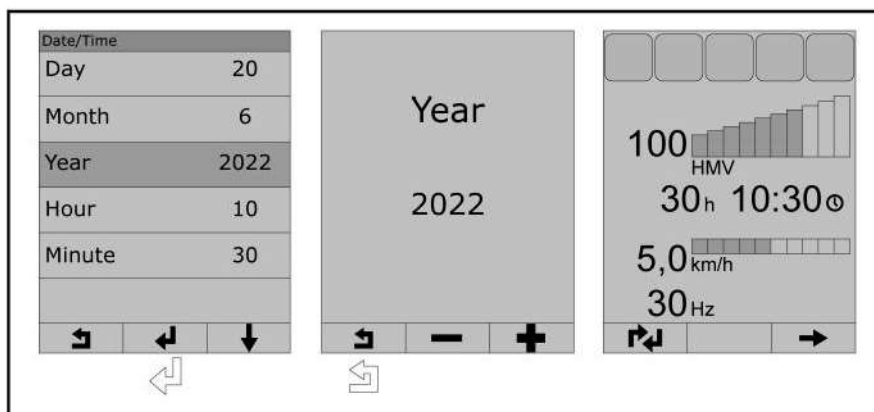 Date/Time
Day 20
Month 6
Year 2022
Hour 10
Minute 30
Year
2022
100
HMV
30 h 10:30
5,0 km/h
30 Hz